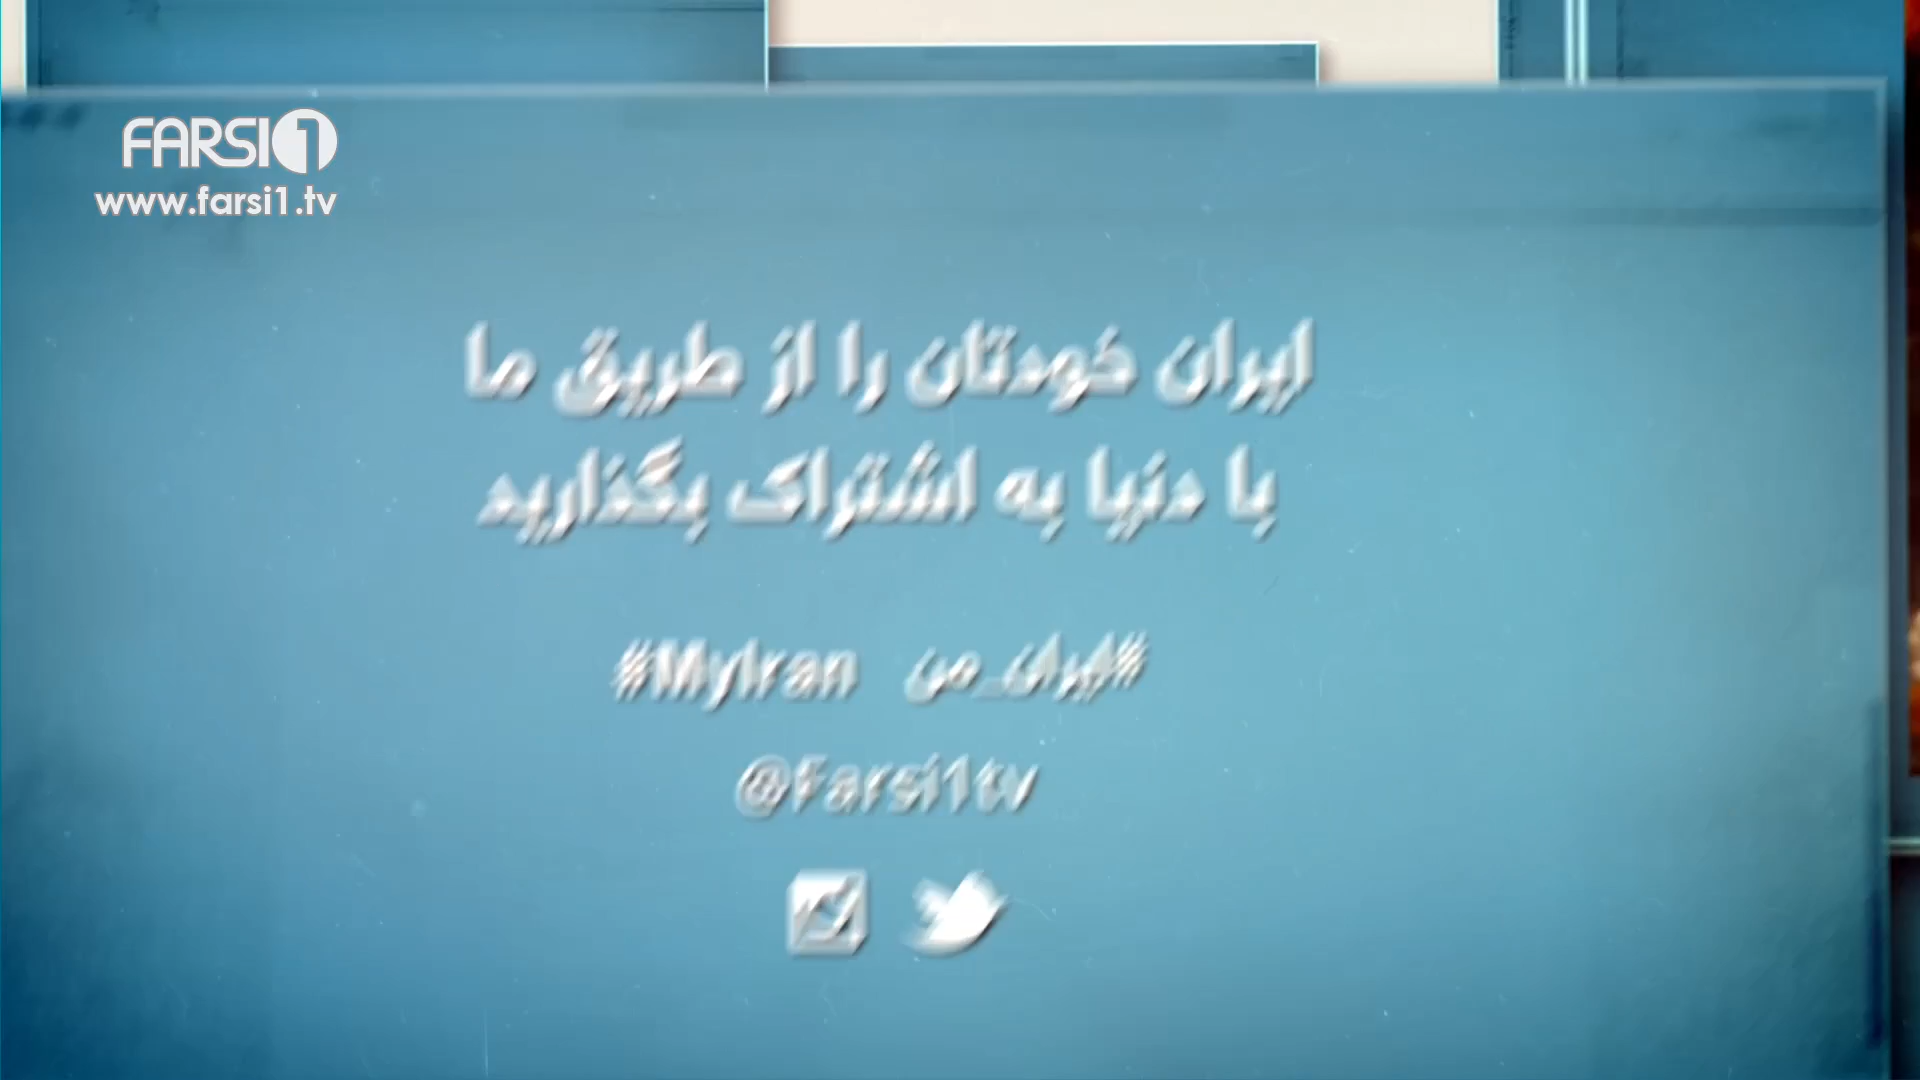 FARSI1
www.farsi1.tv
ایران خودتان را از طریق ما
با دنیا به اشتراک بگذارید
#ایران_من #MyIran
@Farsi1tv